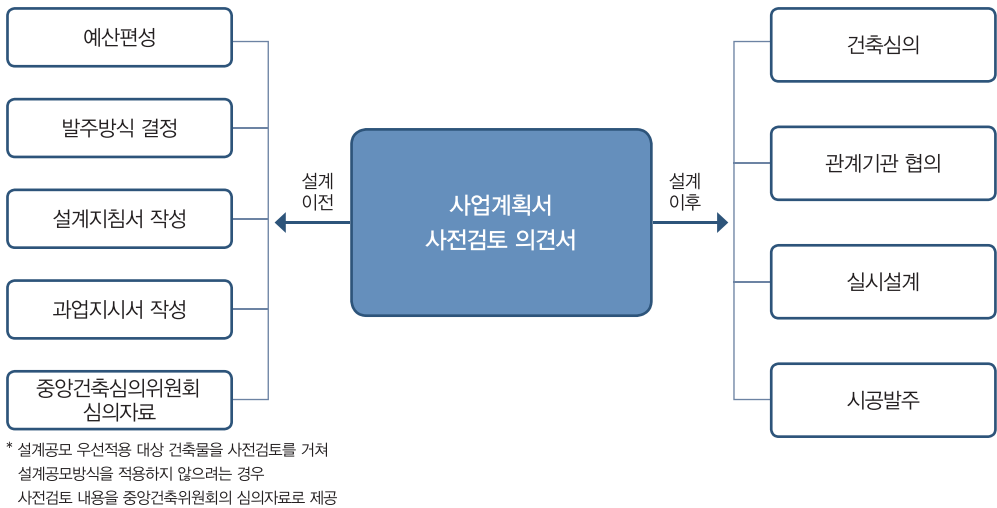 예산편성
발주방식 결정
설계지침서 작성
과업지시서 작성
중앙건축심의위원회
심의자료
설계
이전
사업계획서
사전검토 의견서
설계
이후
건축심의
관계기관 협의
실시설계
시공발주
* 설계공모 우선적용 대상 건축물을 사전검토를 거쳐
설계공모방식을 적용하지 않으려는 경우
사전검토 내용을 중앙건축위원회의 심의자료로 제공